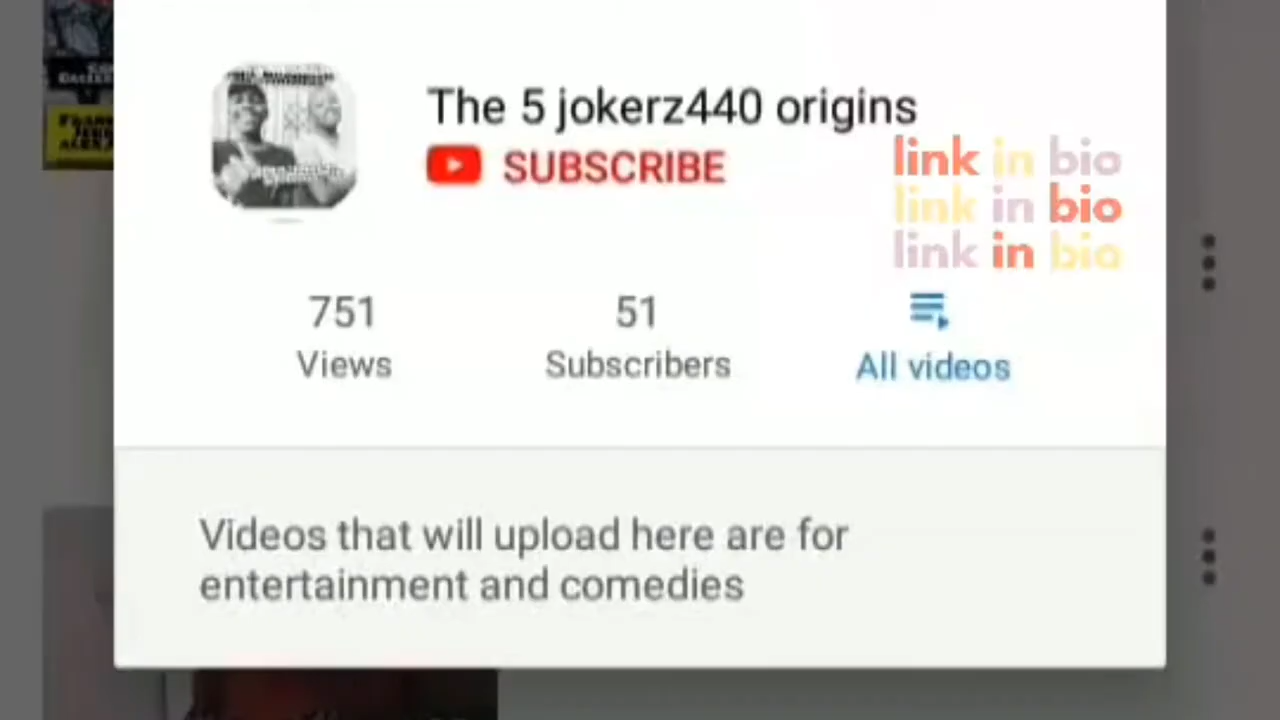 The 5 jokerz440 origins
SUBSCRIBE
link in bio
link in bio
link in bio
751
Views
51
Subscribers
All videos
Videos that will upload here are for
entertainment and comedies